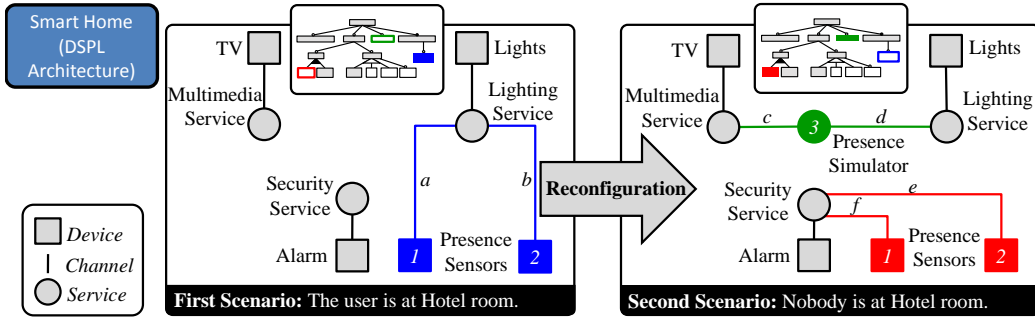 Smart Home
(DSPL
Architecture)
Device
Channel
Service
TV
Lights
Multimedia
Service
Lighting
Service
a
b
Security
Service
Alarm
1
Presence
Sensors
2
First Scenario: The user is at Hotel room.
Reconfiguration
TV
Lights
Multimedia
Service
c
3
d
Lighting
Service
Presence
Simulator
Security
Service
e
f
Alarm
1
Presence
Sensors
2
Second Scenario: Nobody is at Hotel room.